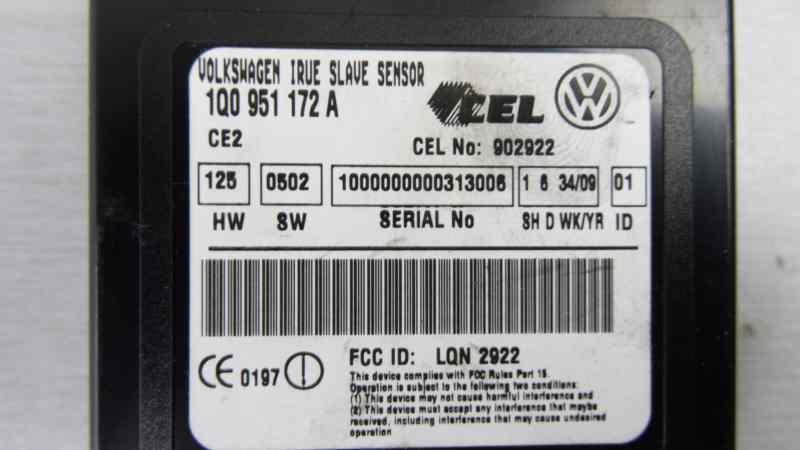 VOLKSWAGEN IRUE SLAVE SENSOR
1Q0 951 172 A
CEL
CE2
CEL No: 902922
125 0502 1000000000313006 1 6 34/09 01
HW SW SERIAL No SH D WK/YR ID
CE 0197
FCC ID: LQN 2922
This device complies with FCC Rules Part 15.
Operation is subject to the following two conditions:
(1) This device may not cause harmful interference and
(2) This device must accept any interference that maybe
received, including interference may cause undesired
operation